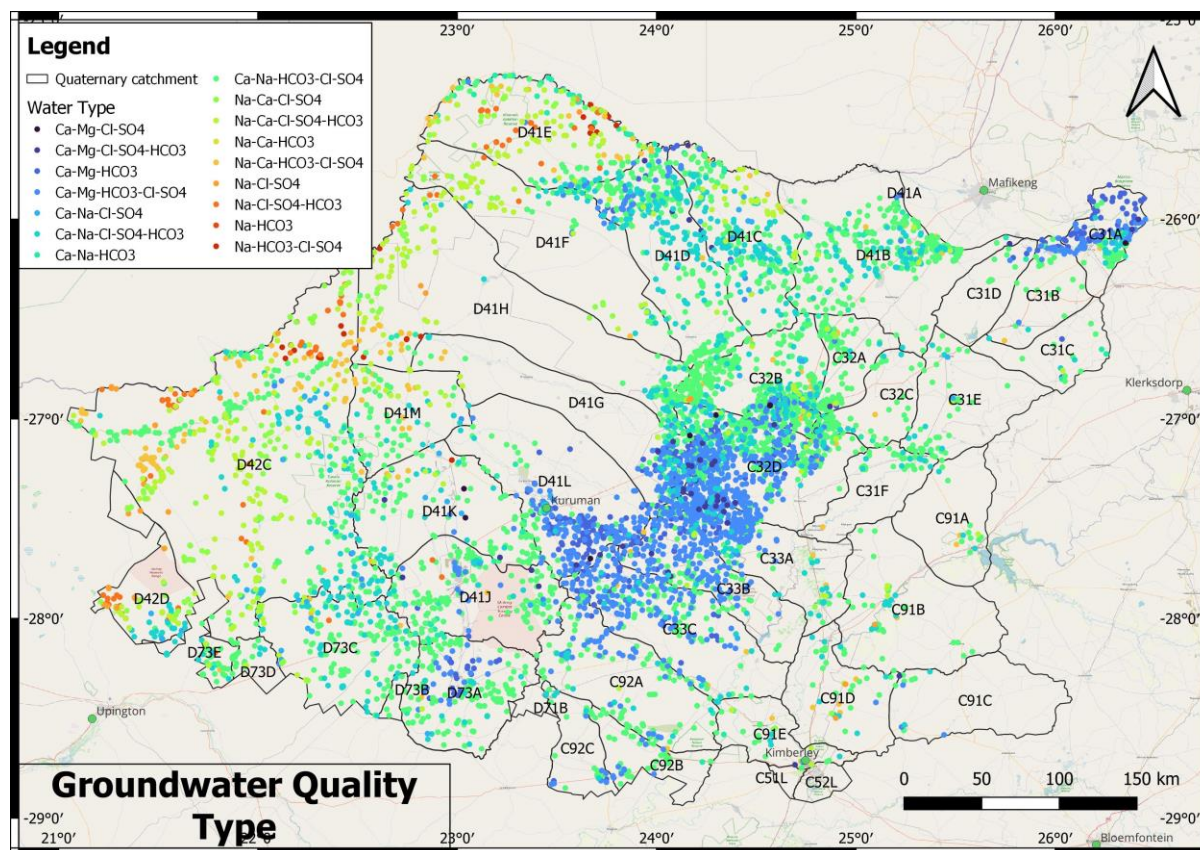 23°0' 24°0' 25°0' 26°0'
Legend
Quaternary catchment
Water Type
Ca-Mg-Cl-SO4
Ca-Mg-Cl-SO4-HCO3
Ca-Mg-HCO3
Ca-Mg-HCO3-Cl-SO4
Ca-Na-Cl-SO4
Ca-Na-Cl-SO4-HCO3
Ca-Na-HCO3
Ca-Na-HCO3-Cl-SO4
Na-Ca-Cl-SO4
Na-Ca-Cl-SO4-HCO3
Na-Ca-HCO3
Na-Ca-HCO3-Cl-SO4
Na-Cl-SO4
Na-Cl-SO4-HCO3
Na-HCO3
Na-HCO3-Cl-SO4
D41E
Mafikeng
D41A
-26°0'
C31A
D41F
D41C
D41D
D41B
C31D
C31B
D41H
C31C
C32A
C32B
Klerksdorp
C32C
C31E
D41G
-27°0'
-27°0'
D41M
D42C
C32D
D41L
C31F
Kuruman
D41K
C91A
C33A
C33B
D41J
D42D
C91B
-28°0'
-28°0'
C33C
D73E
D73C
D73D
C92A
D73B
D73A
C91D
C91C
D71B
Upington
C91E
C92C
Kimberley
C92B
C51L
C52L
0 50 100 150 km
Groundwater Quality
Type
-29°0'
-29°0'
Bloemfontein
21°0' 23°0' 24°0' 25°0' 26°0'